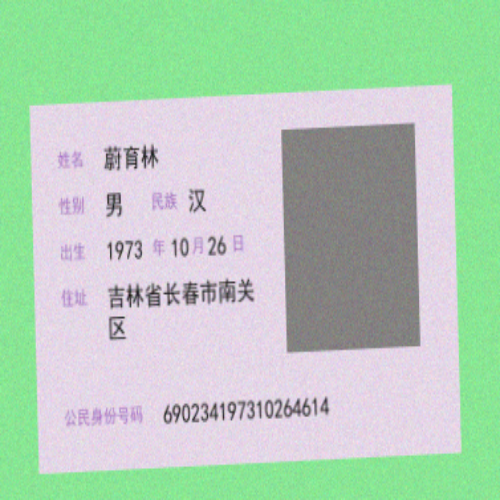 姓名 蔚育林
性别 男 民族 汉
出生 1973 年 10 月 26 日
住址 吉林省长春市南关
区
公民身份号码 690234197310264614